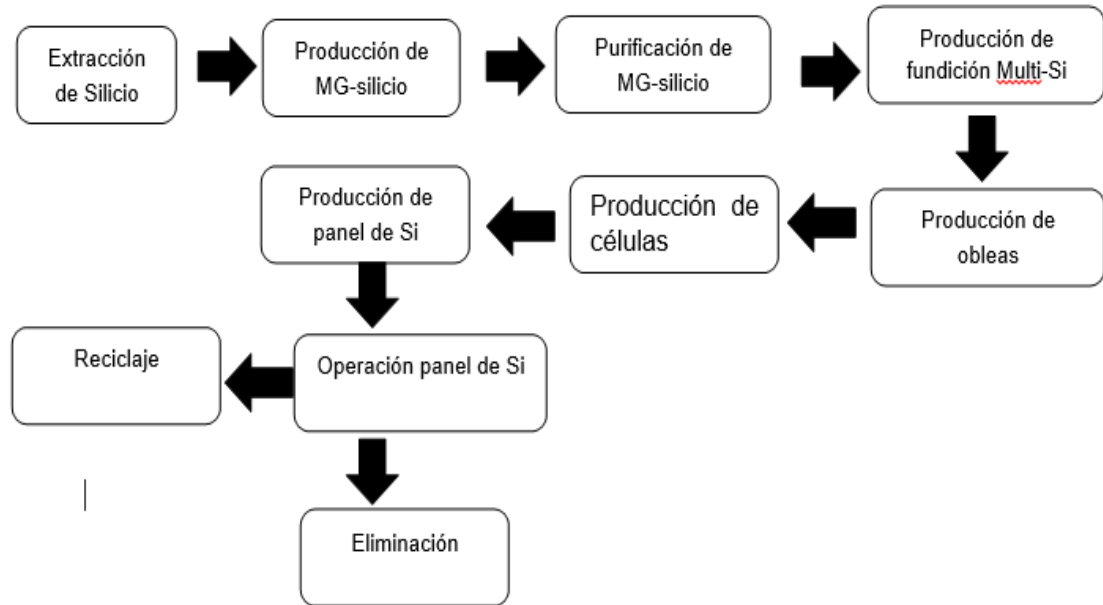 Extracción
de Silicio
Producción de
MG-silicio
Purificación de
MG-silicio
Producción de
fundición Multi-Si
Producción de
obleas
Producción de
células
Producción de
panel de Si
Operación panel de Si
Reciclaje
Eliminación